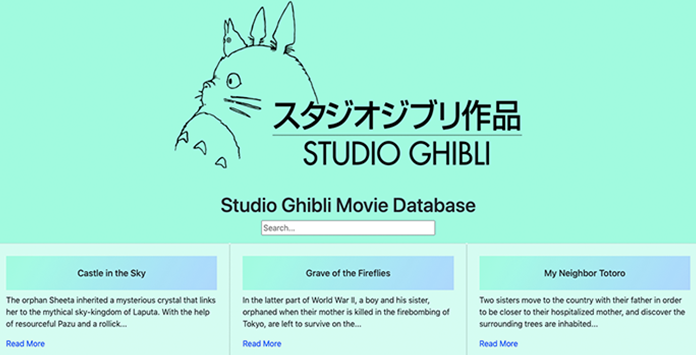 スタジオジブリ作品
STUDIO GHIBLI
Studio Ghibli Movie Database
Search...
Castle in the Sky
The orphan Sheeta inherited a mysterious crystal that links
her to the mythical sky-kingdom of Laputa. With the help
of resourceful Pazu and a rollick...
Read More
Grave of the Fireflies
In the latter part of World War II, a boy and his sister,
orphaned when their mother is killed in the firebombing of
Tokyo, are left to survive on the...
Read More
My Neighbor Totoro
Two sisters move to the country with their father in order
to be closer to their hospitalized mother, and discover the
surrounding trees are inhabited...
Read More